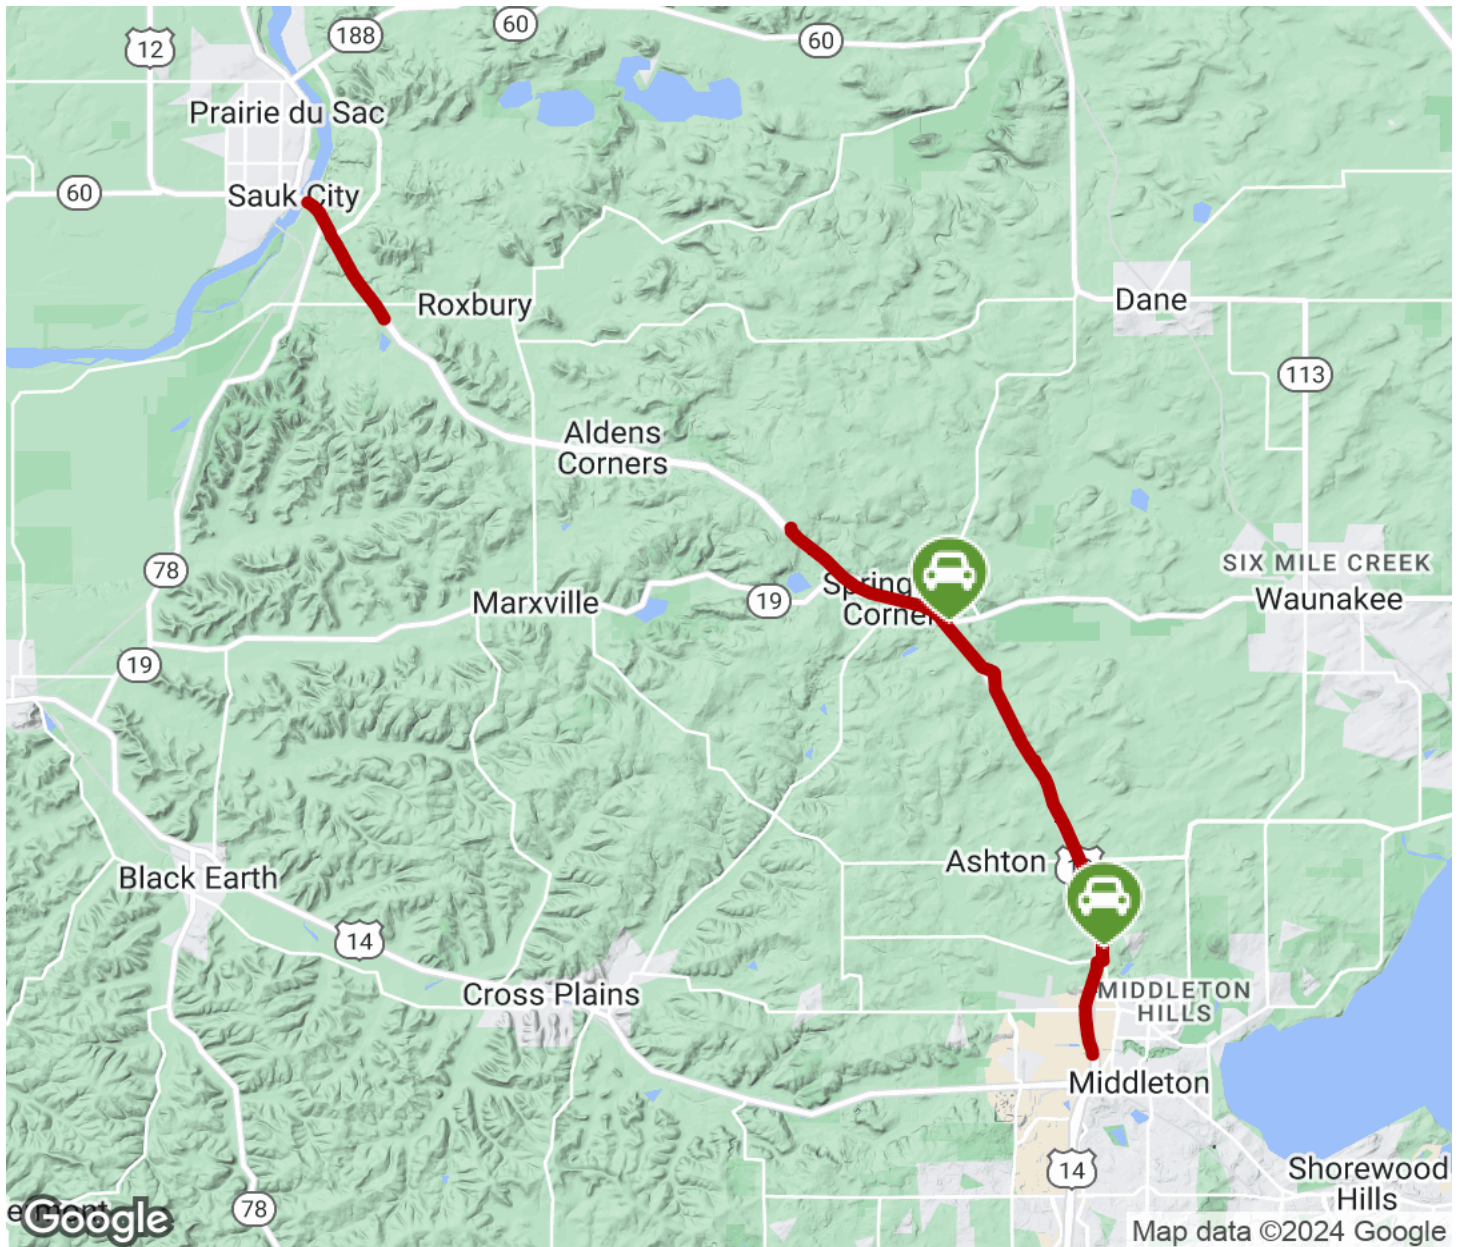 12
188
60
60
Prairie du Sac
60
Sauk City
Roxbury
Dane
113
Aldens
Corners
78
SIX MILE CREEK
Spring
Marxville
19
Waunakee
Corner
19
Ashton
Black Earth
14
Cross Plains
MIDDLETON
HILLS
Middleton
14
Shorewood
Hills
78
Google
Map data ©2024 Google